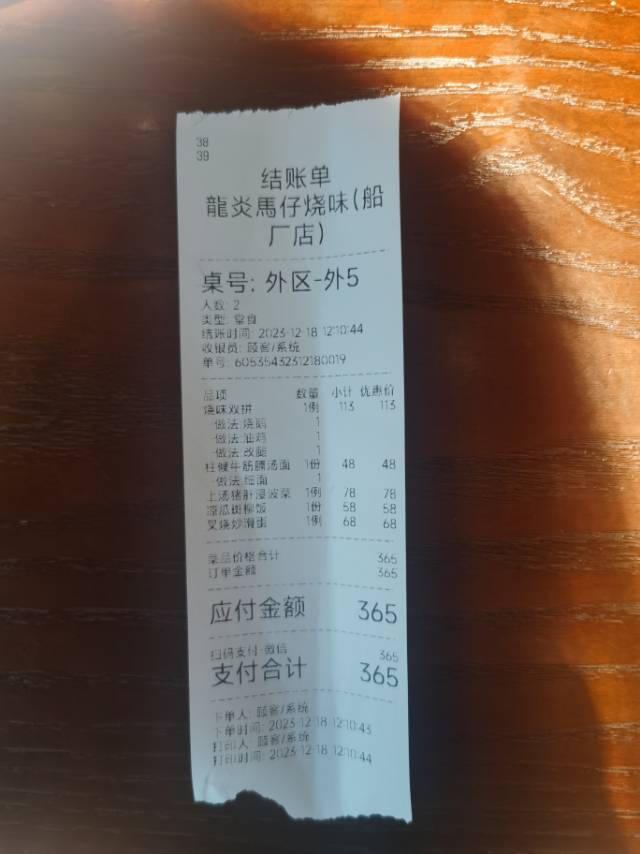 38
39
结账单
龍炎馬仔烧味(船
厂店)
桌号: 外区-外5
人数: 2
类型: 堂食
结账时间: 2023-12-18 12:10:44
收银员: 顾客/系统
单号: 60535432312180019
品项 数量 小计 优惠价
烧味双拼 1例 113 113
-做法:烧鹅 1
-做法:油鸡 1
-做法:改腿 1
柱候牛筋腩汤面 1份 48 48
-做法:细面 1
上汤猪肝浸波菜 1例 78 78
凉瓜斑柳饭 1份 58 58
叉烧炒滑蛋 1例 68 68
菜品价格合计 365
订单金额 365
应付金额 365
扫码支付-微信 365
支付合计 365
下单人: 顾客/系统
下单时间: 2023-12-18 12:10:43
打印人: 顾客/系统
打印时间: 2023-12-18 12:10:44